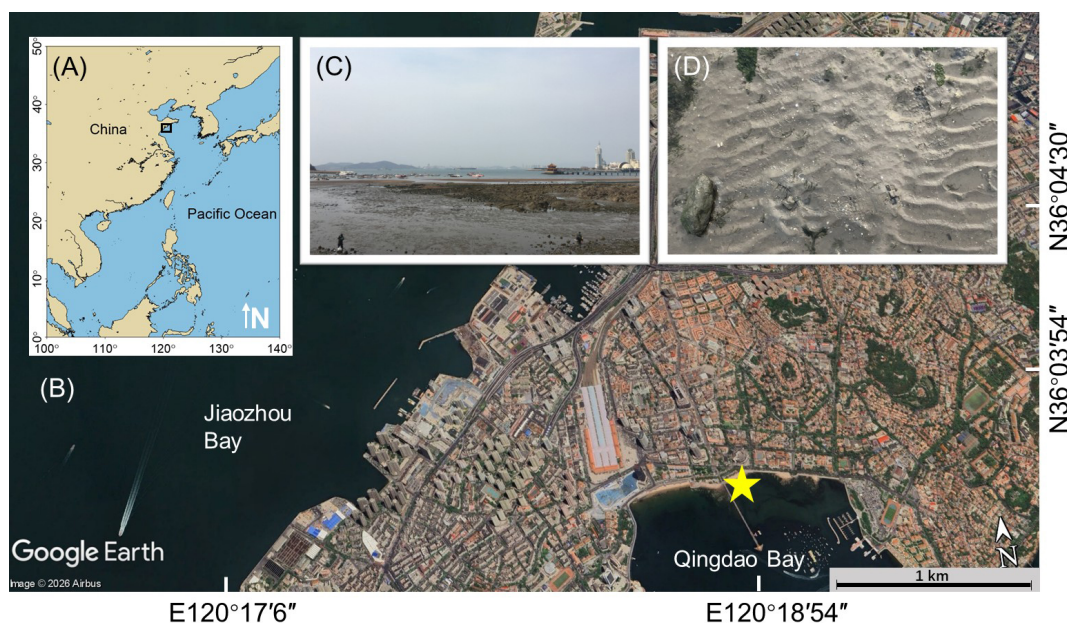 (A)
50°
40°
30°
20°
10°
0°
100°
110°
120°
130°
140°
China
Pacific Ocean
N
(C)
(D)
(B)
Jiaozhou
Bay
Qingdao Bay
N
1 km
Google Earth
Image © 2026 Airbus
N36°04′30″
N36°03′54″
E120°17′6″
E120°18′54″